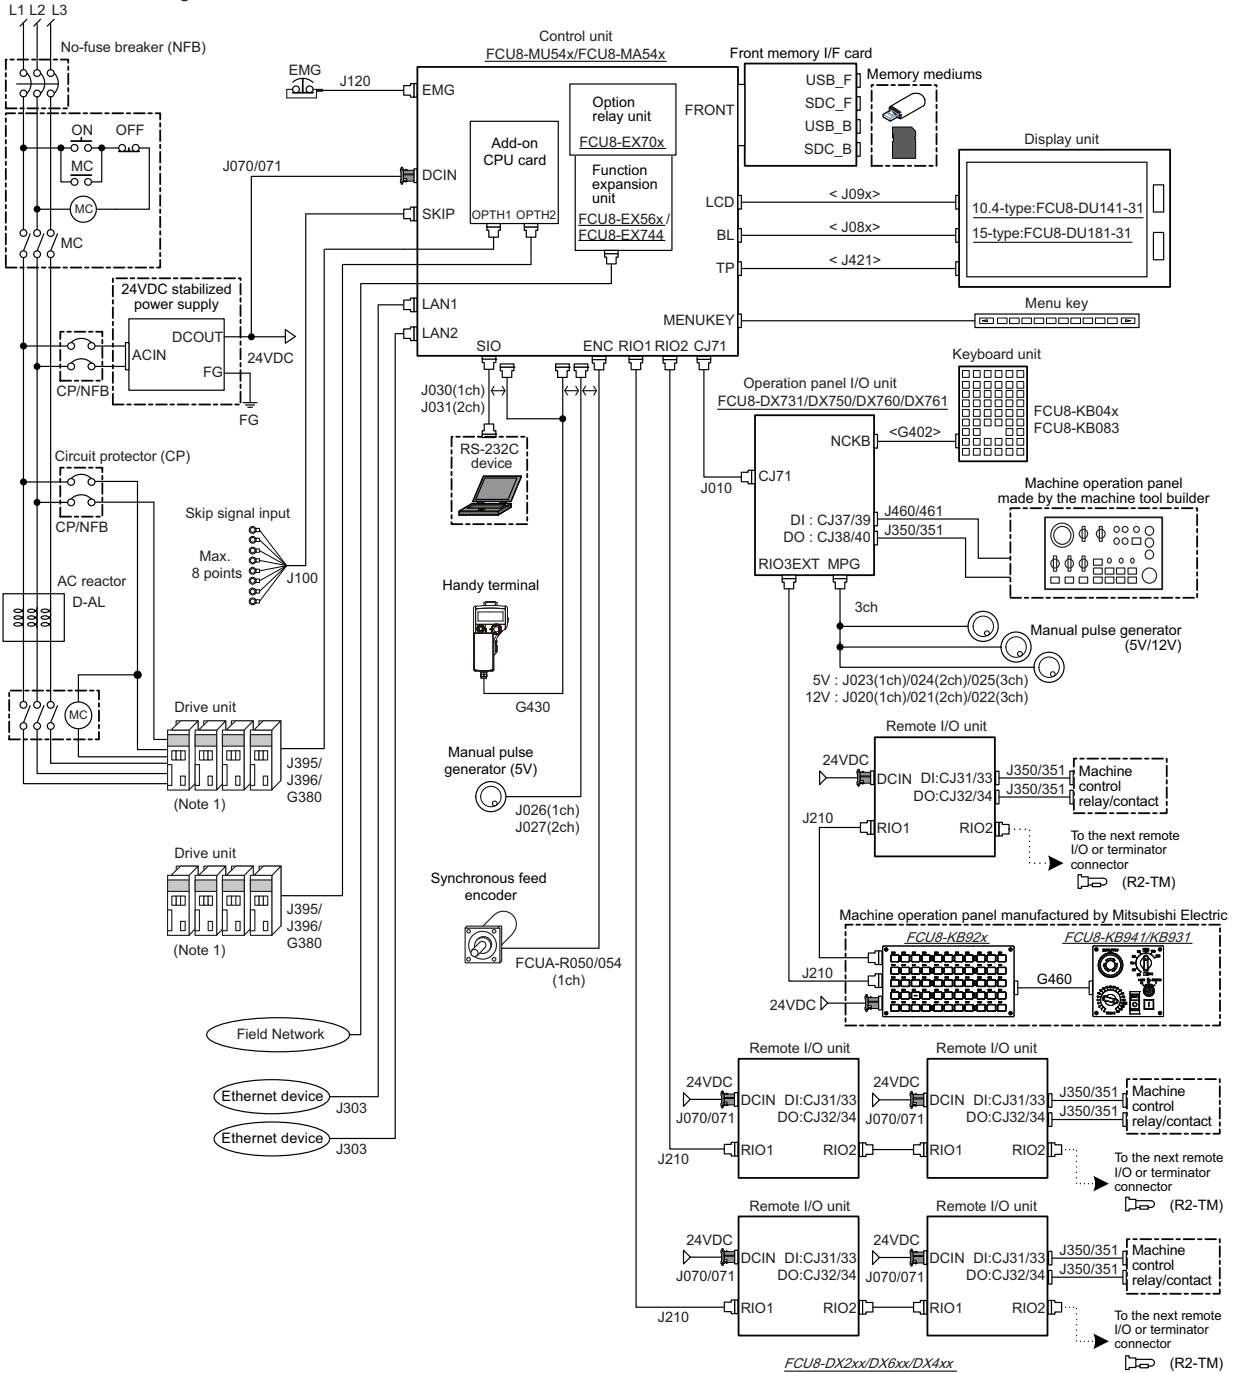 L1 L2 L3
No-fuse breaker (NFB)
ON
OFF
MC
MC
MC
24VDC stabilized
power supply
DCOUT
ACIN
FG
24VDC
CP/NFB
FG
J070/071
Circuit protector (CP)
CP/NFB
Skip signal input
Max.
8 points
J100
AC reactor
D-AL
MC
Drive unit
J395/
J396/
G380
(Note 1)
Drive unit
J395/
J396/
G380
(Note 1)
Field Network
Ethernet device
J303
Ethernet device
J303
Control unit
FCU8-MU54x/FCU8-MA54x
EMG
J120
EMG
DCIN
SKIP
LAN1
LAN2
Add-on
CPU card
OPTH1 OPTH2
Option
relay unit
FCU8-EX70x
Function
expansion
unit
FCU8-EX56x/
FCU8-EX744
FRONT
LCD
BL
TP
MENUKEY
SIO
ENC RIO1 RIO2 CJ71
J030(1ch)
J031(2ch)
RS-232C
device
Handy terminal
G430
Manual pulse
generator (5V)
J026(1ch)
J027(2ch)
Synchronous feed
encoder
FCUA-R050/054
(1ch)
Front memory I/F card
USB_F
SDC_F
USB_B
SDC_B
Memory mediums
Display unit
< J09x>
< J08x>
< J421>
10.4-type:FCU8-DU141-31
15-type:FCU8-DU181-31
Menu key
Keyboard unit
FCU8-KB04x
FCU8-KB083
Operation panel I/O unit
FCU8-DX731/DX750/DX760/DX761
NCKB
<G402>
CJ71
J010
DI : CJ37/39
DO : CJ38/40
J460/461
J350/351
RIO3EXT MPG
Machine operation panel
made by the machine tool builder
3ch
Manual pulse generator
(5V/12V)
5V : J023(1ch)/024(2ch)/025(3ch)
12V : J020(1ch)/021(2ch)/022(3ch)
Remote I/O unit
24VDC
DCIN DI:CJ31/33
DO:CJ32/34
J350/351
J350/351
Machine
control
relay/contact
J210
RIO1
RIO2
To the next remote
I/O or terminator
connector
(R2-TM)
Machine operation panel manufactured by Mitsubishi Electric
FCU8-KB92x
FCU8-KB941/KB931
J210
G460
24VDC
Remote I/O unit
Remote I/O unit
24VDC
DCIN DI:CJ31/33
DO:CJ32/34
J070/071
24VDC
DCIN DI:CJ31/33
DO:CJ32/34
J070/071
J350/351
J350/351
Machine
control
relay/contact
J210
RIO1
RIO2
RIO1
RIO2
To the next remote
I/O or terminator
connector
(R2-TM)
Remote I/O unit
Remote I/O unit
24VDC
DCIN DI:CJ31/33
DO:CJ32/34
J070/071
24VDC
DCIN DI:CJ31/33
DO:CJ32/34
J070/071
J350/351
J350/351
Machine
control
relay/contact
J210
RIO1
RIO2
RIO1
RIO2
To the next remote
I/O or terminator
connector
(R2-TM)
FCU8-DX2xx/DX6xx/DX4xx